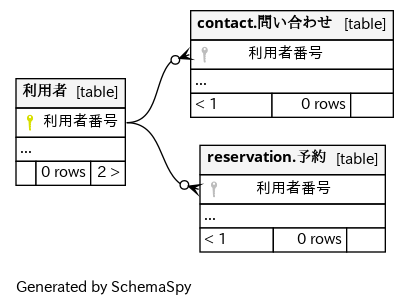 contact.問い合わせ [table]
利用者番号
...
< 1 0 rows
利用者 [table]
利用者番号
...
0 rows 2 >
reservation.予約 [table]
利用者番号
...
< 1 0 rows
Generated by SchemaSpy